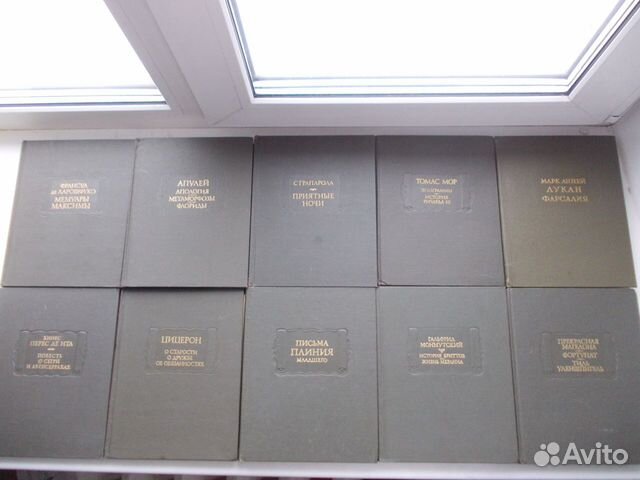 ФРАНСУА
де ЛАРОШФУКО
МЕМУАРЫ
МАКСИМЫ
АПУЛЕЙ
АПОЛОГИЯ
МЕТАМОРФОЗЫ
ФЛОРИДЫ
СТРАПАРОЛА
ПРИЯТНЫЕ
НОЧИ
ТОМАС МОР
ЭПИГРАММЫ
ИСТОРИЯ
РИЧАРДА III
МАРК АННЕЙ
ЛУКАН
ФАРСАЛИЯ
ХИНЕС
ПЕРЕС ДЕ ИТА
ПОВЕСТЬ
О СЕГРИ
И АБЕНСЕРРАХАХ
ЦИЦЕРОН
О СТАРОСТИ
О ДРУЖБЕ
ОБ ОБЯЗАННОСТЯХ
ПИСЬМА
ПЛИНИЯ
МЛАДШЕГО
ГАЛЬФРИД
МОНМУТСКИЙ
ИСТОРИЯ БРИТТОВ
ЖИЗНЬ МЕРЛИНА
ПРЕКРАСНАЯ
МАГЕЛОНА
ФОРТУНАТ
ТИЛЬ
УЛЕНШПИГЕЛЬ
Avito